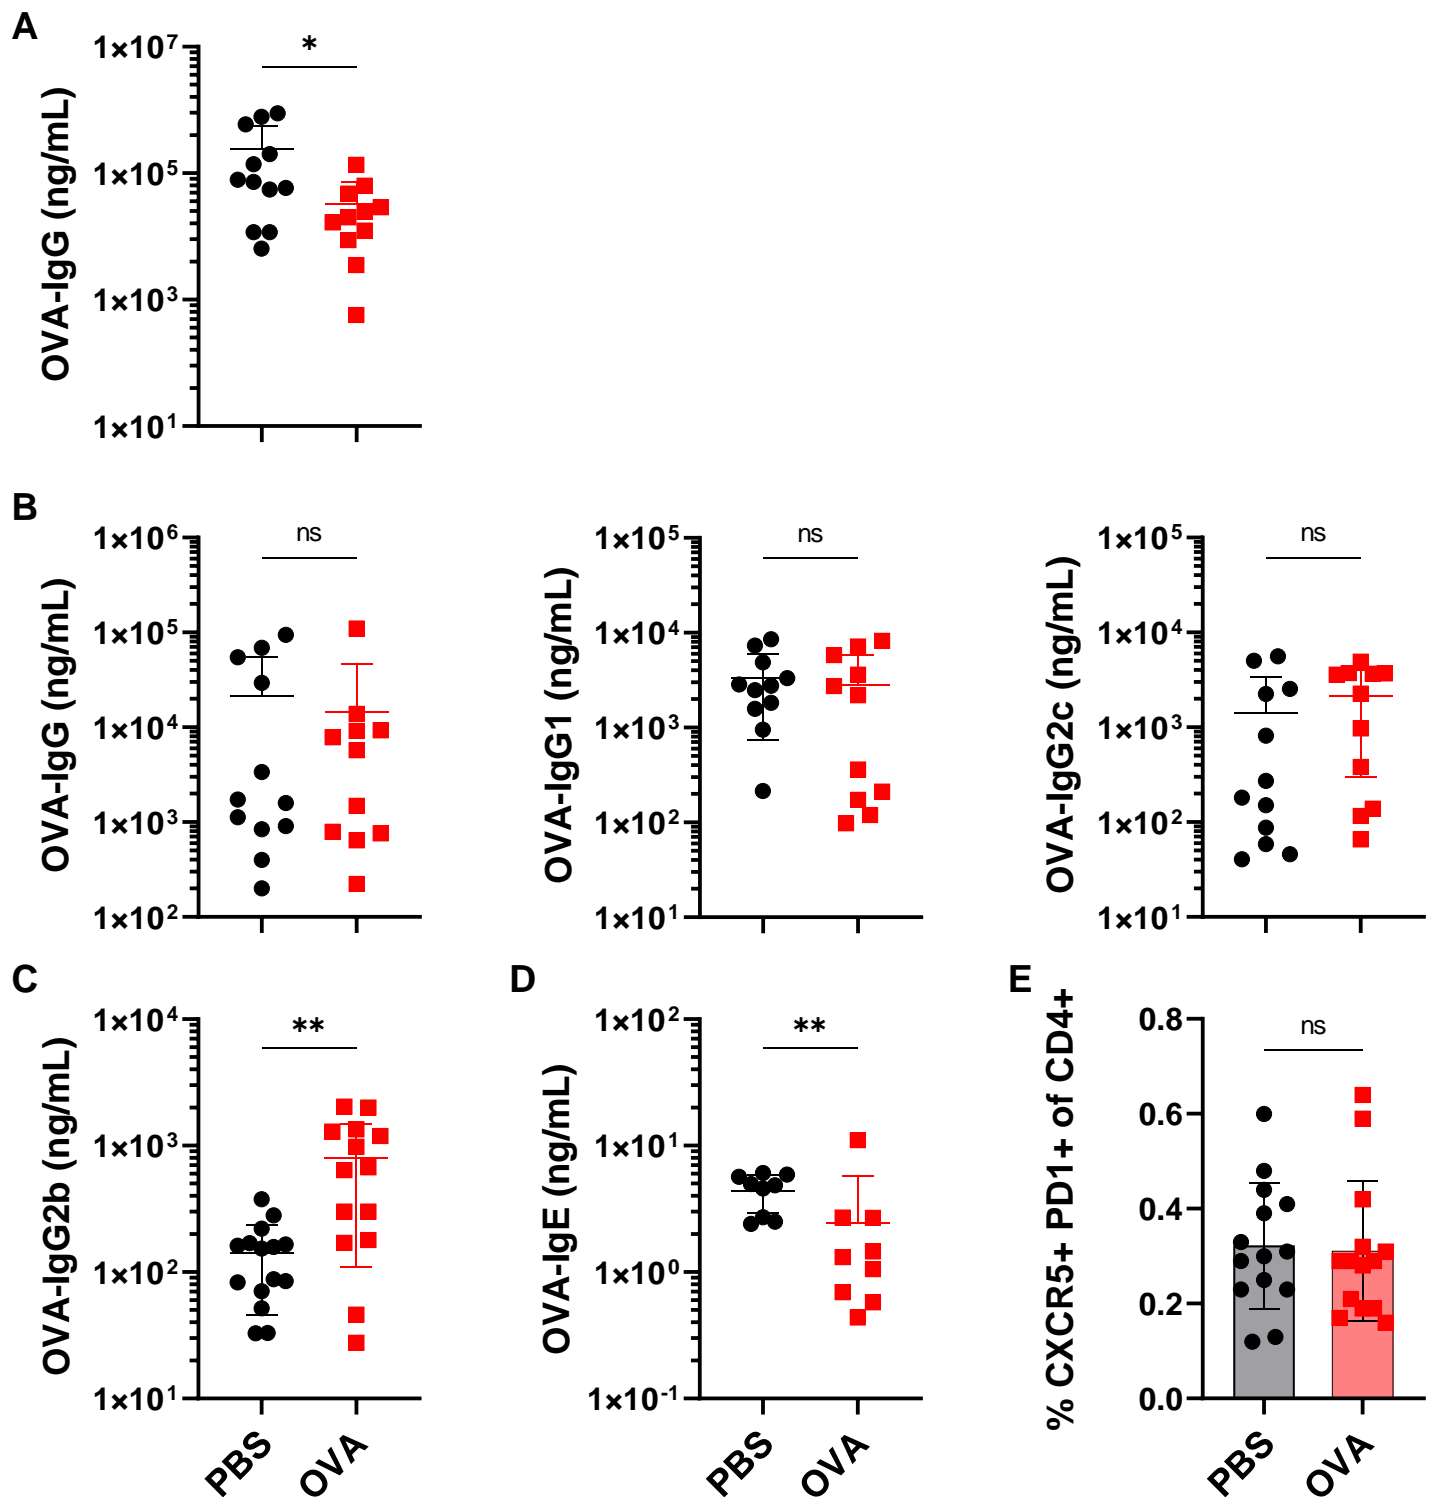 A
OVA-IgG (ng/mL)
1×10⁷
1×10⁵
1×10³
1×10¹
*
B
OVA-IgG (ng/mL)
1×10⁶
1×10⁵
1×10⁴
1×10³
1×10²
ns
OVA-IgG1 (ng/mL)
1×10⁵
1×10⁴
1×10³
1×10²
1×10¹
ns
OVA-IgG2c (ng/mL)
1×10⁵
1×10⁴
1×10³
1×10²
1×10¹
ns
C
OVA-IgG2b (ng/mL)
1×10⁴
1×10³
1×10²
1×10¹
**
PBS
OVA
D
OVA-IgE (ng/mL)
1×10²
1×10¹
1×10⁰
1×10⁻¹
**
PBS
OVA
E
% CXCR5+ PD1+ of CD4+
0.8
0.6
0.4
0.2
0.0
ns
PBS
OVA